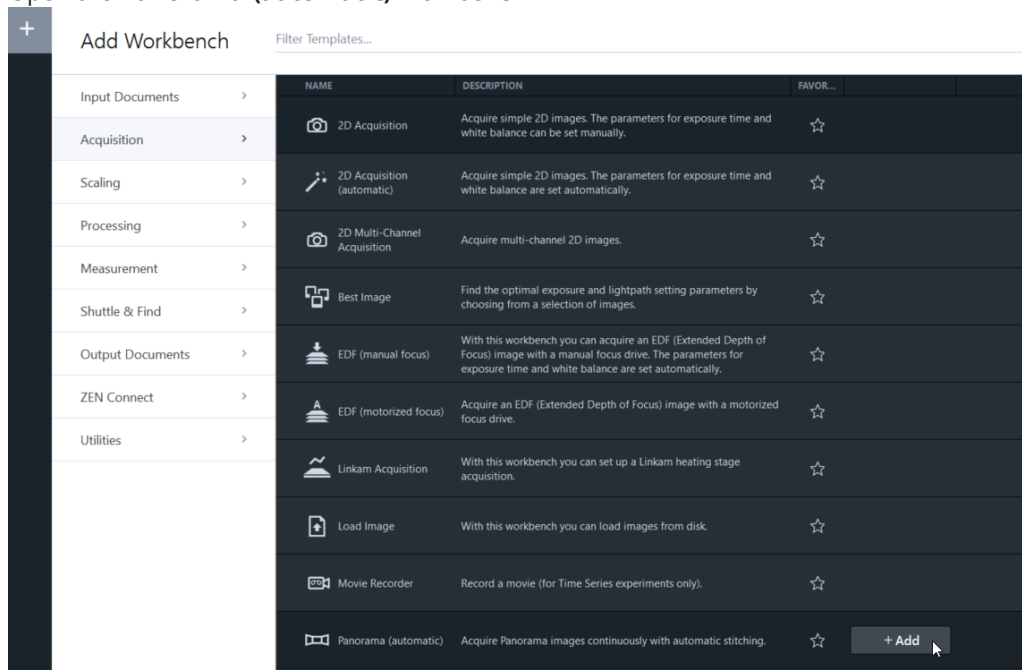 +
Add Workbench
Filter Templates...
Input Documents
Acquisition
Scaling
Processing
Measurement
Shuttle & Find
Output Documents
ZEN Connect
Utilities
NAME DESCRIPTION FAVOR...
2D Acquisition
Acquire simple 2D images. The parameters for exposure time and
white balance can be set manually.
2D Acquisition
(automatic)
Acquire simple 2D images. The parameters for exposure time and
white balance are set automatically.
2D Multi-Channel
Acquisition
Acquire multi-channel 2D images.
Best Image
Find the optimal exposure and lightpath setting parameters by
choosing from a selection of images.
EDF (manual focus)
With this workbench you can acquire an EDF (Extended Depth of
Focus) image with a manual focus drive. The parameters for
exposure time and white balance are set automatically.
A
EDF (motorized focus)
Acquire an EDF (Extended Depth of Focus) image with a motorized
focus drive.
Linkam Acquisition
With this workbench you can set up a Linkam heating stage
acquisition.
Load Image
With this workbench you can load images from disk.
Movie Recorder
Record a movie (for Time Series experiments only).
Panorama (automatic)
Acquire Panorama images continuously with automatic stitching.
+ Add